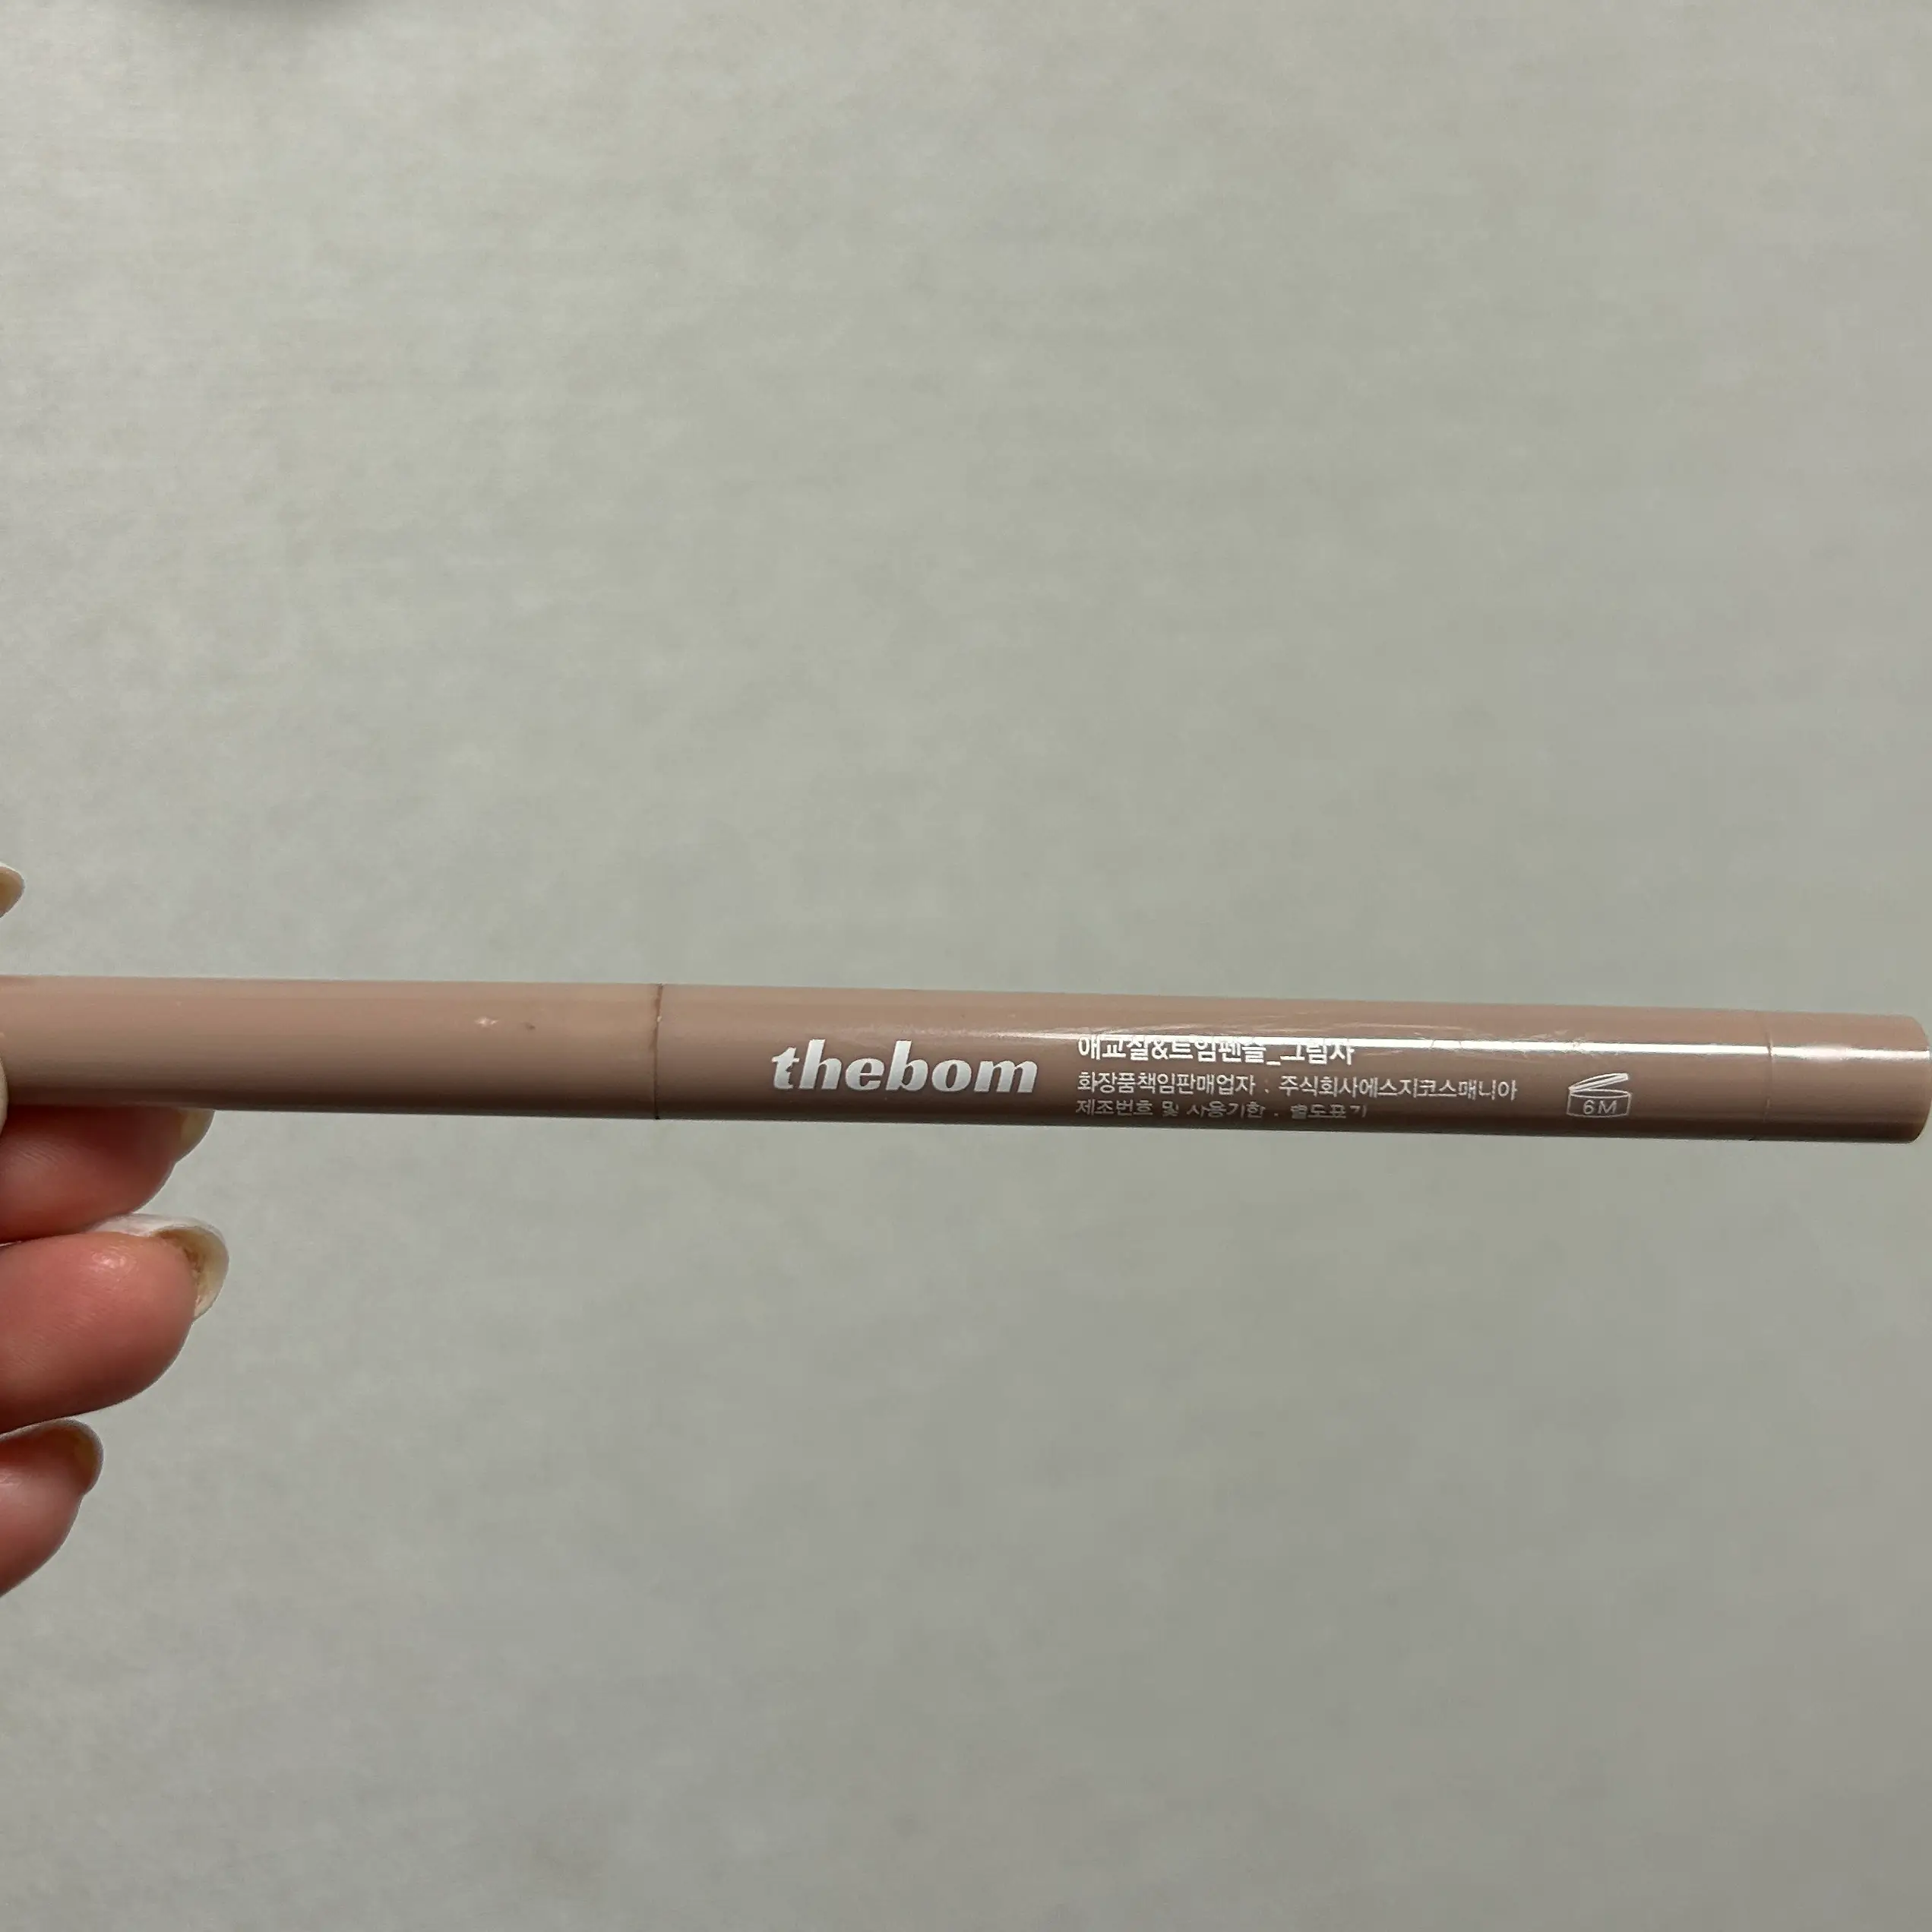 thebom
애교살&트임펜슬_그림자
화장품책임판매업자 : 주식회사에스지코스매니아
제조번호 및 사용기한 : 별도표기
6M